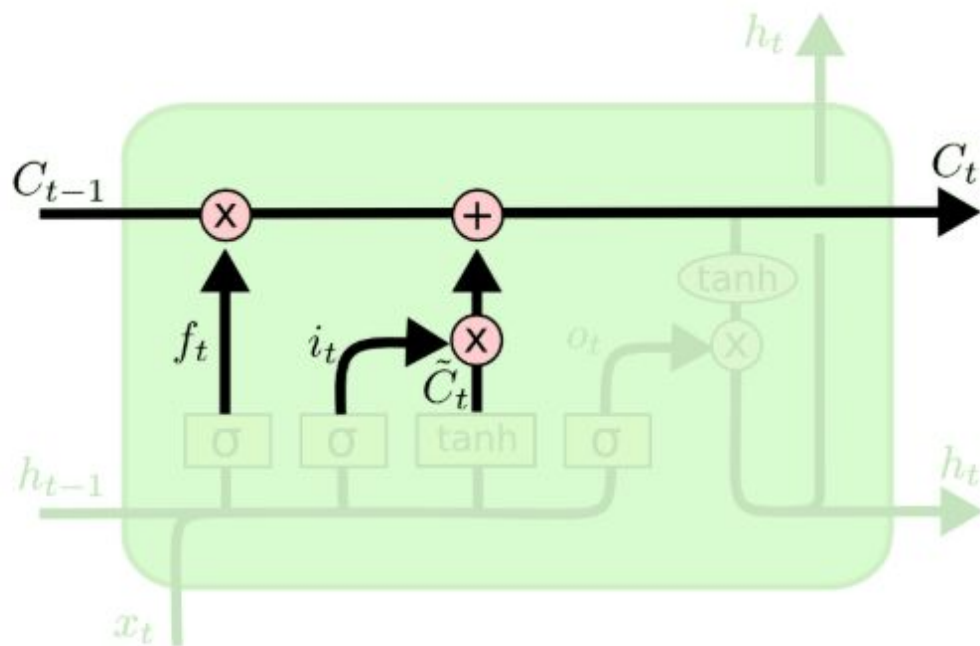 h_t
C_{t-1}
C_t
x
+
tanh
f_t
i_t
x
o_t
x
C̃_t
σ
σ
tanh
σ
h_{t-1}
h_t
x_t